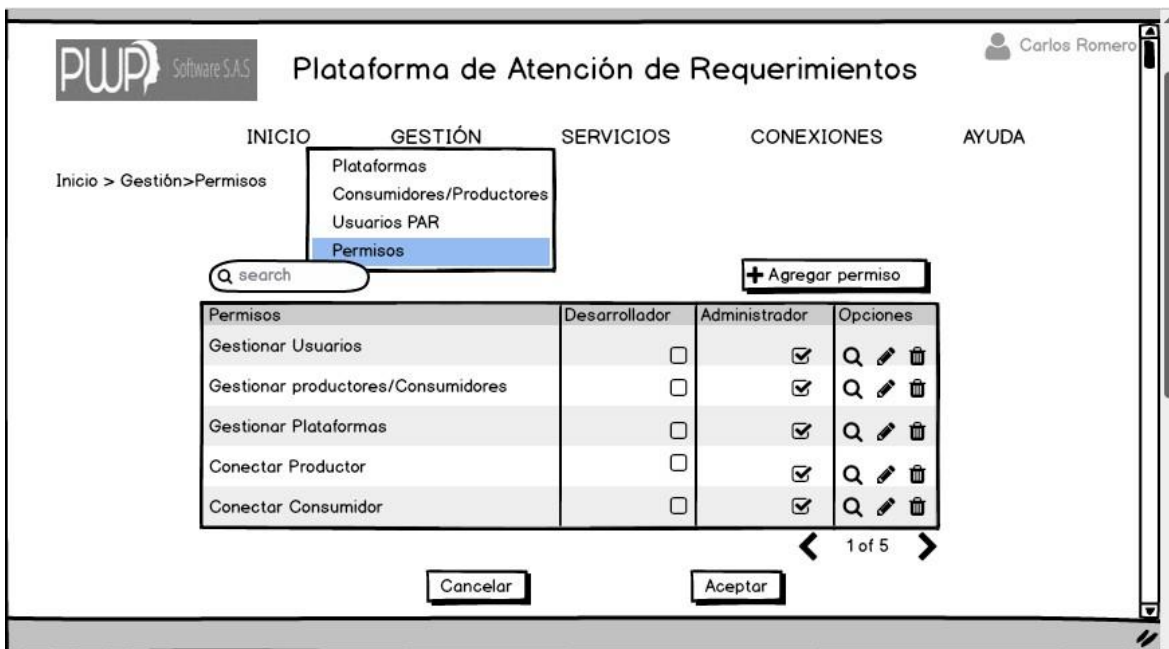 PWP Software S.A.S
Plataforma de Atención de Requerimientos
Carlos Romero
INICIO GESTIÓN SERVICIOS CONEXIONES AYUDA
Inicio > Gestión>Permisos
Plataformas
Consumidores/Productores
Usuarios PAR
Permisos
search
Agregar permiso
Permisos Desarrollador Administrador Opciones
Gestionar Usuarios
Gestionar productores/Consumidores
Gestionar Plataformas
Conectar Productor
Conectar Consumidor
1 of 5
Cancelar Aceptar